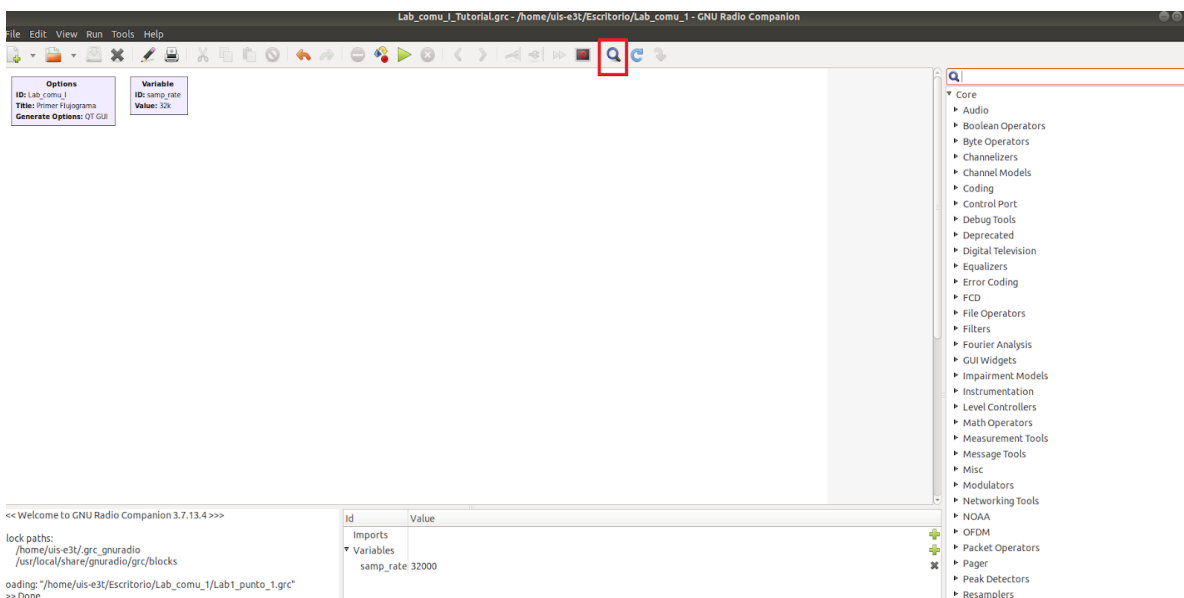 Lab_comu_I_Tutorial.grc - /home/uis-e3t/Escritorio/Lab_comu_1 - GNU Radio Companion
File Edit View Run Tools Help
Options
ID: Lab_comu_I
Title: Primer Flujograma
Generate Options: QT GUI
Variable
ID: samp_rate
Value: 32k
Core
Audio
Boolean Operators
Byte Operators
Channelizers
Channel Models
Coding
Control Port
Debug Tools
Deprecated
Digital Television
Equalizers
Error Coding
FCD
File Operators
Filters
Fourier Analysis
GUI Widgets
Impairment Models
Instrumentation
Level Controllers
Math Operators
Measurement Tools
Message Tools
Misc
Modulators
Networking Tools
NOAA
OFDM
Packet Operators
Pager
Peak Detectors
Resamplers
<< Welcome to GNU Radio Companion 3.7.13.4 >>>
lock paths:
/home/uis-e3t/.grc_gnuradio
/usr/local/share/gnuradio/grc/blocks
oading: "/home/uis-e3t/Escritorio/Lab_comu_1/Lab1_punto_1.grc"
>> Done
Id Value
Imports
Variables
samp_rate 32000